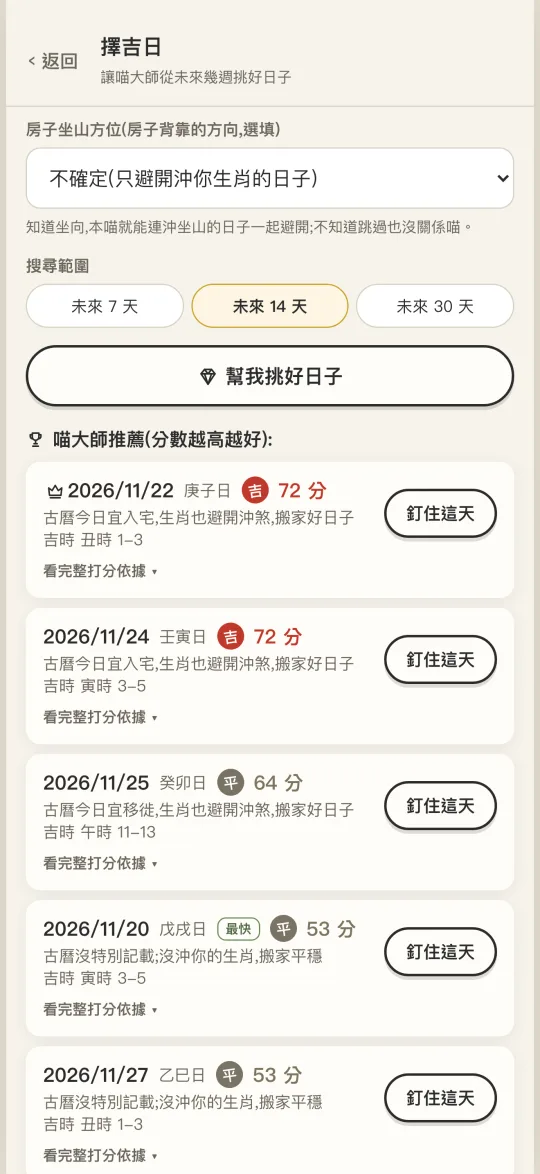 返回
擇吉日
讓喵大師從未來幾週挑好日子
房子坐山方位(房子背靠的方向,選填)
不確定(只避開沖你生肖的日子)
知道坐向,本喵就能連沖坐山的日子一起避開;不知道跳過也沒關係喵。
搜尋範圍
未來 7 天
未來 14 天
未來 30 天
幫我挑好日子
喵大師推薦(分數越高越好):
2026/11/22 庚子日 吉 72 分
古曆今日宜入宅,生肖也避開沖煞,搬家好日子
吉時 丑時 1–3
看完整打分依據 ▾
釘住這天
2026/11/24 壬寅日 吉 72 分
古曆今日宜入宅,生肖也避開沖煞,搬家好日子
吉時 寅時 3–5
看完整打分依據 ▾
釘住這天
2026/11/25 癸卯日 平 64 分
古曆今日宜移徙,生肖也避開沖煞,搬家好日子
吉時 午時 11–13
看完整打分依據 ▾
釘住這天
2026/11/20 戊戌日 最快 平 53 分
古曆沒特別記載;沒沖你的生肖,搬家平穩
吉時 寅時 3–5
看完整打分依據 ▾
釘住這天
2026/11/27 乙巳日 平 53 分
古曆沒特別記載;沒沖你的生肖,搬家平穩
吉時 丑時 1–3
看完整打分依據 ▾
釘住這天